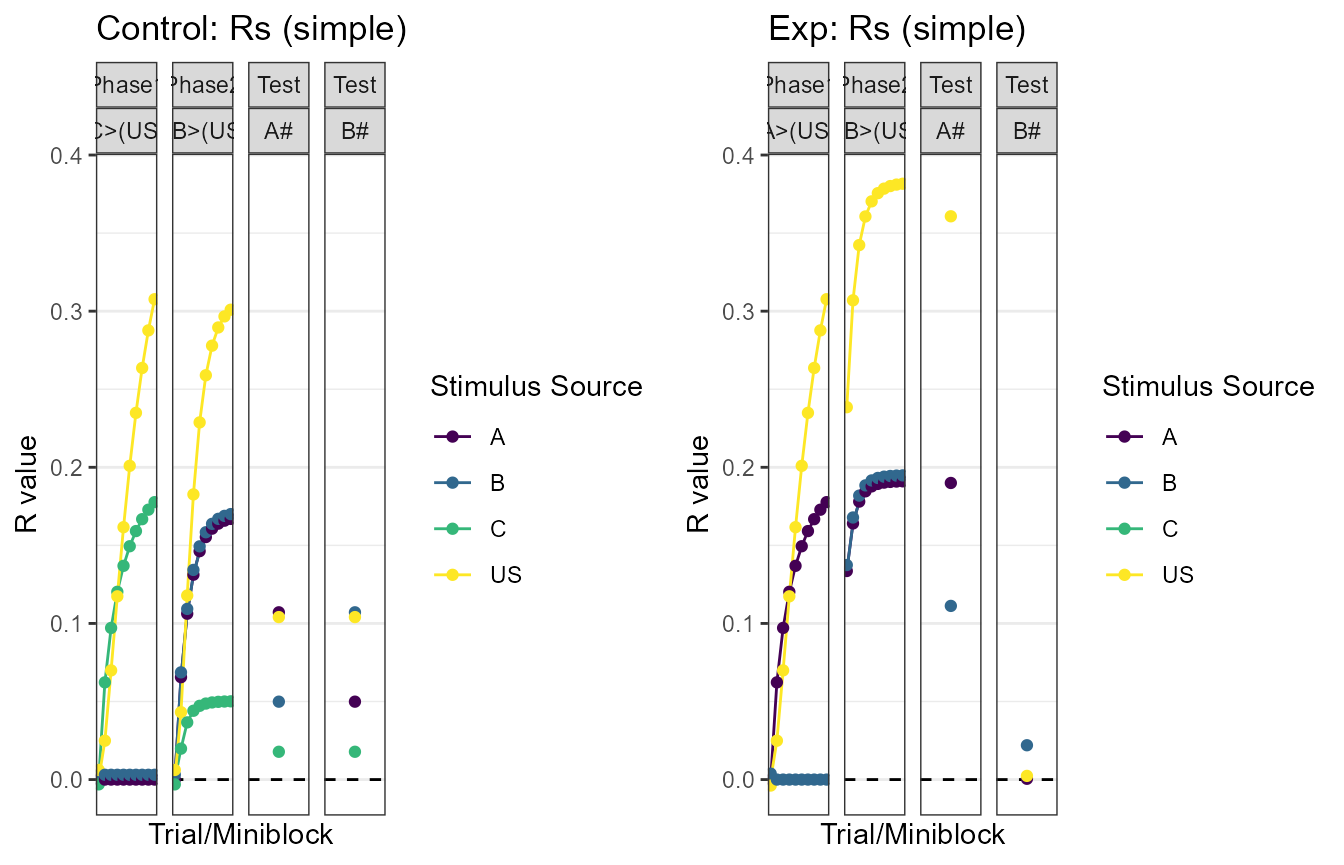 Control: Rs (simple)
Phase1 Phase2 Test Test
C>(US B>(US A# B#
0.4
0.3
0.2
0.1
0.0
R value
Trial/Miniblock
Stimulus Source
A
B
C
US
Exp: Rs (simple)
Phase1 Phase2 Test Test
A>(US B>(US A# B#
0.4
0.3
0.2
0.1
0.0
R value
Trial/Miniblock
Stimulus Source
A
B
C
US